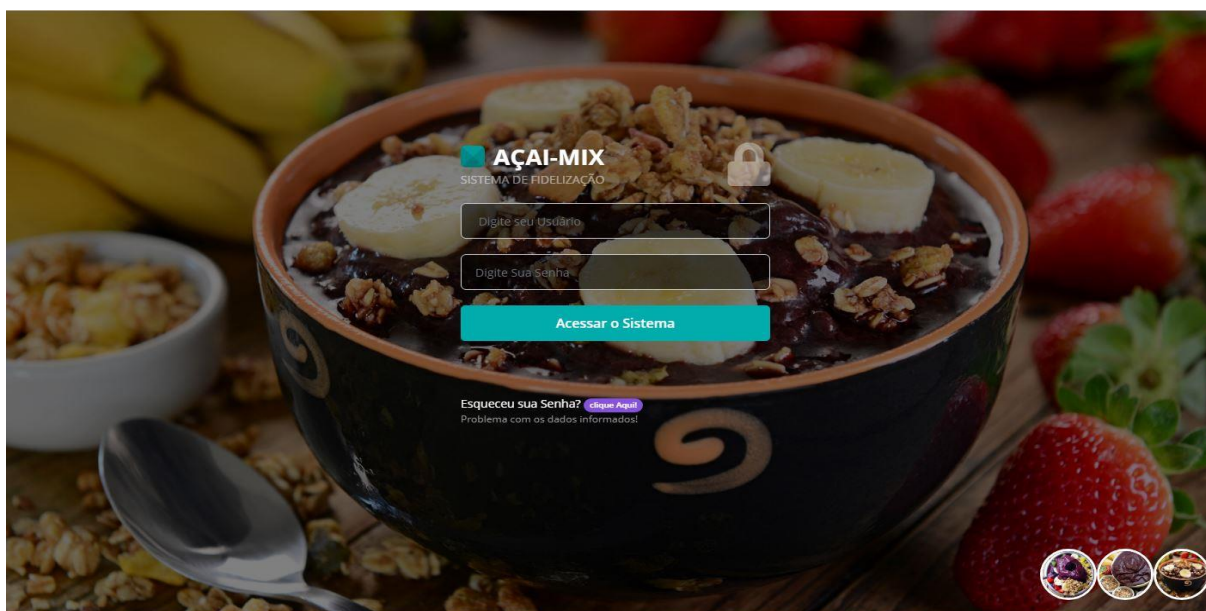 AÇAI-MIX
SISTEMA DE FIDELIZAÇÃO
Digite seu Usuário
Digite Sua Senha
Acessar o Sistema
Esqueceu sua Senha? clique Aqui!
Problema com os dados informados!